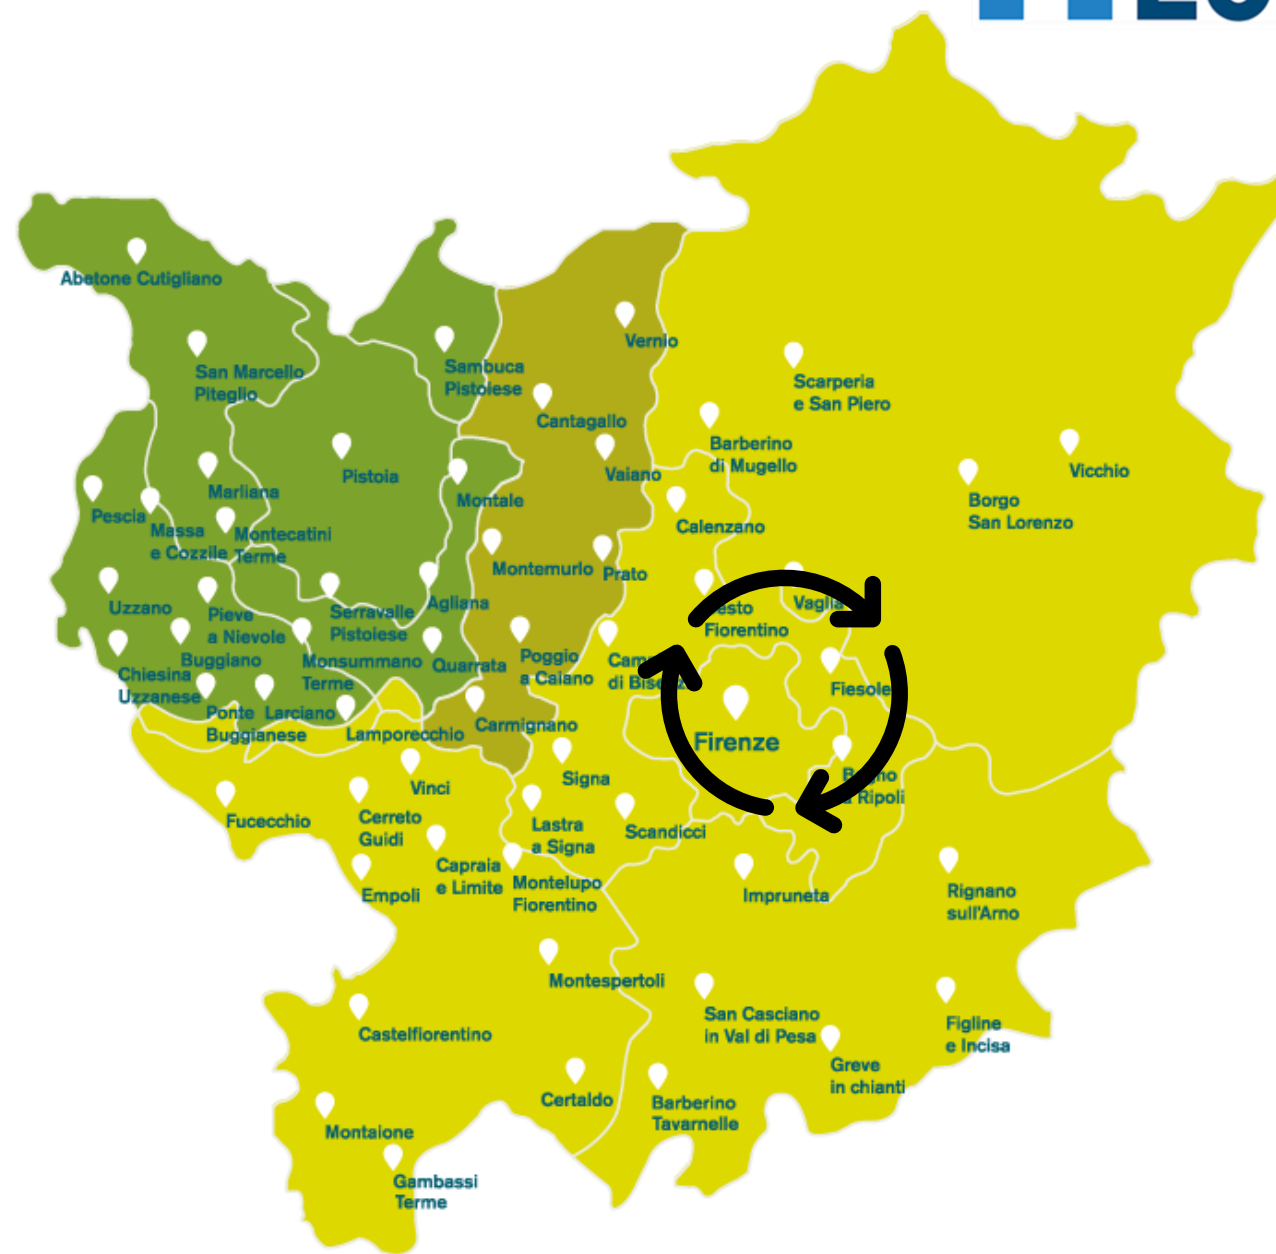 Abetone Cutigliano
San Marcello
Piteglio
Sambuca
Pistoiese
Vernio
Cantagallo
Scarperia
e San Piero
Barberino
di Mugello
Vicchio
Borgo
San Lorenzo
Pistoia
Vaiano
Marliana
Montale
Pescia
Massa
e Cozzile
Montecatini
Terme
Calenzano
Montemurlo
Prato
Uzzano
Pieve
a Nievole
Serravalle
Pistoiese
Agliana
Vaglia
Fiorentino
Buggiano
Monsummano
Terme
Quarrata
Poggio
a Caiano
Chiesina
Uzzanese
Fiesole
Ponte
Buggianese
Larciano
Lamporecchio
Carmignano
Firenze
Vinci
Signa
a Ripoli
Fucecchio
Cerreto
Guidi
Lastra
a Signa
Scandicci
Capraia
e Limite
Empoli
Montelupo
Fiorentino
Impruneta
Rignano
sull'Arno
Montespertoli
San Casciano
in Val di Pesa
Figline
e Incisa
Castelfiorentino
Greve
in chianti
Certaldo
Barberino
Tavarnelle
Montaione
Gambassi
Terme